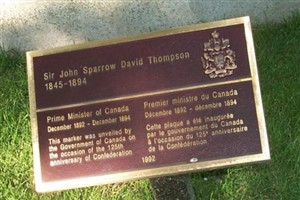 Sir John Sparrow David Thompson
1845-1894
Prime Minister of Canada
December 1892 - December 1894
This marker was unveiled by
the Government of Canada on
the occasion of the 125th
anniversary of Confederation
Premier ministre du Canada
Décembre 1892 - décembre 1894
Cette plaque a été inaugurée
par le gouvernement du Canada
à l'occasion du 125e anniversaire
de la Confédération
1992